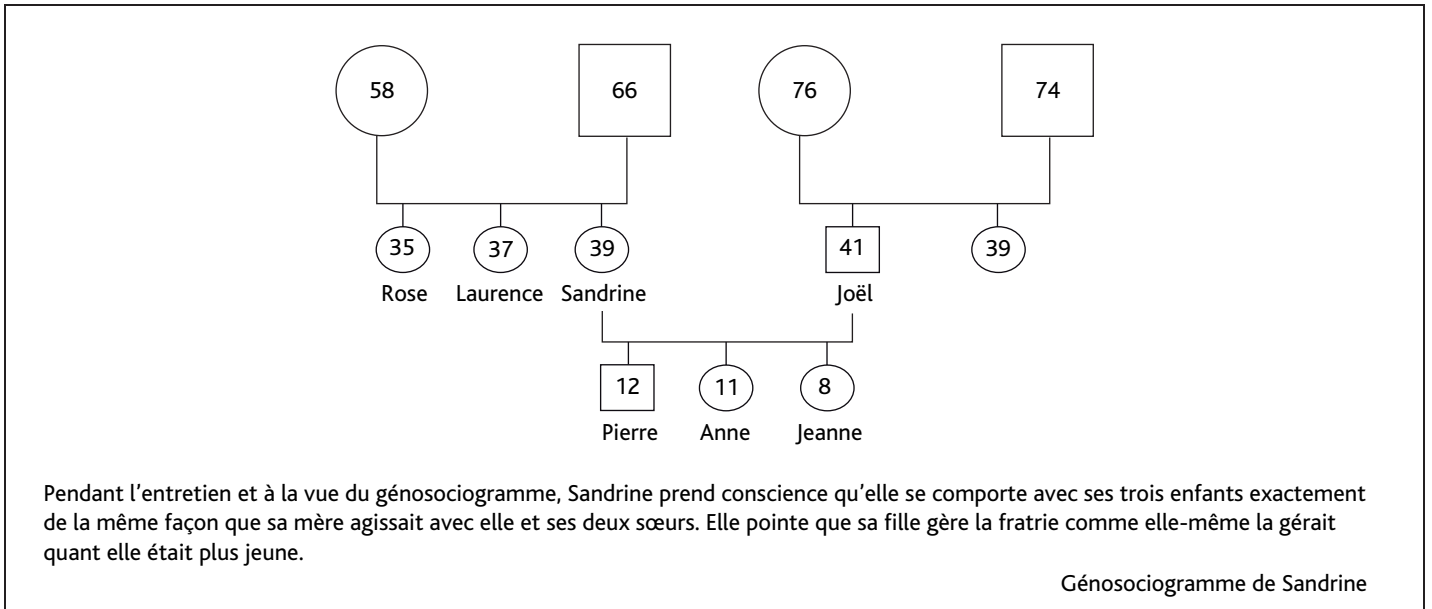 58 66 76 74
35 37 39 41 39
Rose Laurence Sandrine Joël
12 11 8
Pierre Anne Jeanne
Pendant l’entretien et à la vue du génosociogramme, Sandrine prend conscience qu’elle se comporte avec ses trois enfants exactement
de la même façon que sa mère agissait avec elle et ses deux sœurs. Elle pointe que sa fille gère la fratrie comme elle-même la gérait
quant elle était plus jeune.
Génosociogramme de Sandrine